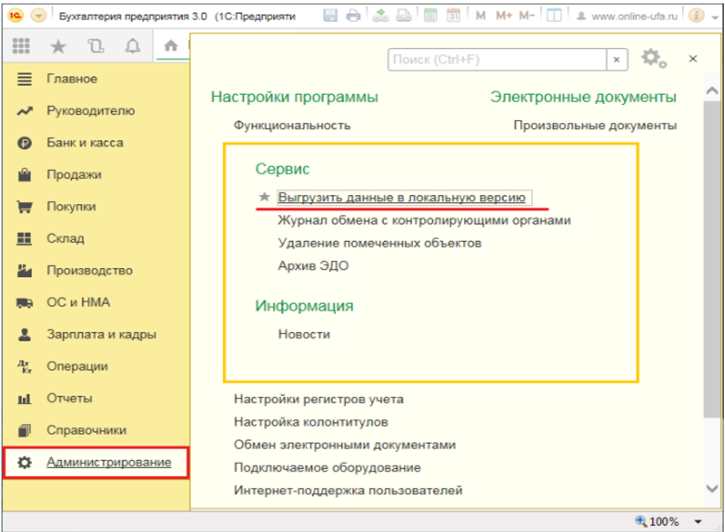 1С Бухгалтерия предприятия 3.0 (1С:Предприяти M M+ M- www.online-ufa.ru
Поиск (Ctrl+F)
Главное
Руководителю
Банк и касса
Продажи
Покупки
Склад
Производство
ОС и НМА
Зарплата и кадры
Операции
Отчеты
Справочники
Администрирование
Настройки программы
Функциональность
Электронные документы
Произвольные документы
Сервис
Выгрузить данные в локальную версию
Журнал обмена с контролирующими органами
Удаление помеченных объектов
Архив ЭДО
Информация
Новости
Настройки регистров учета
Настройка колонтитулов
Обмен электронными документами
Подключаемое оборудование
Интернет-поддержка пользователей
100%